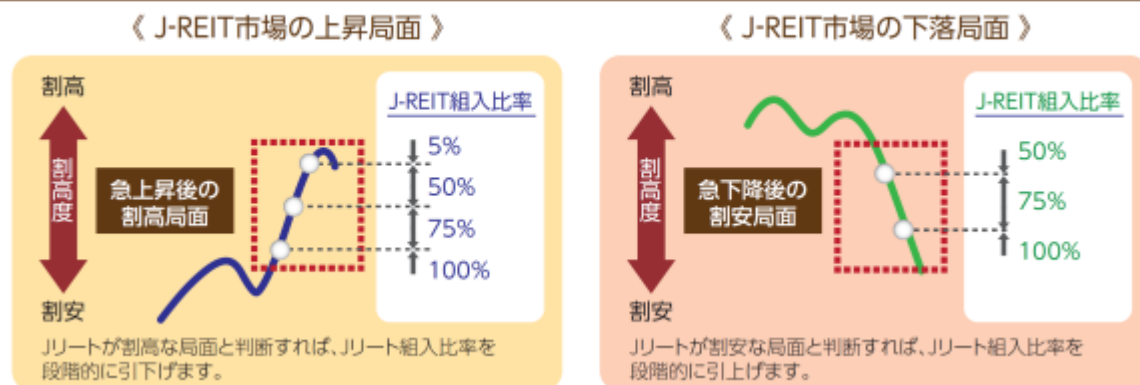 《 J-REIT市場の上昇局面 》
割高
割高度
割安
急上昇後の
割高局面
J-REIT組入比率
5%
50%
75%
100%
Jリートが割高な局面と判断すれば、Jリート組入比率を
段階的に引下げます。
《 J-REIT市場の下落局面 》
割高
割高度
割安
急下降後の
割安局面
J-REIT組入比率
50%
75%
100%
Jリートが割安な局面と判断すれば、Jリート組入比率を
段階的に引上げます。